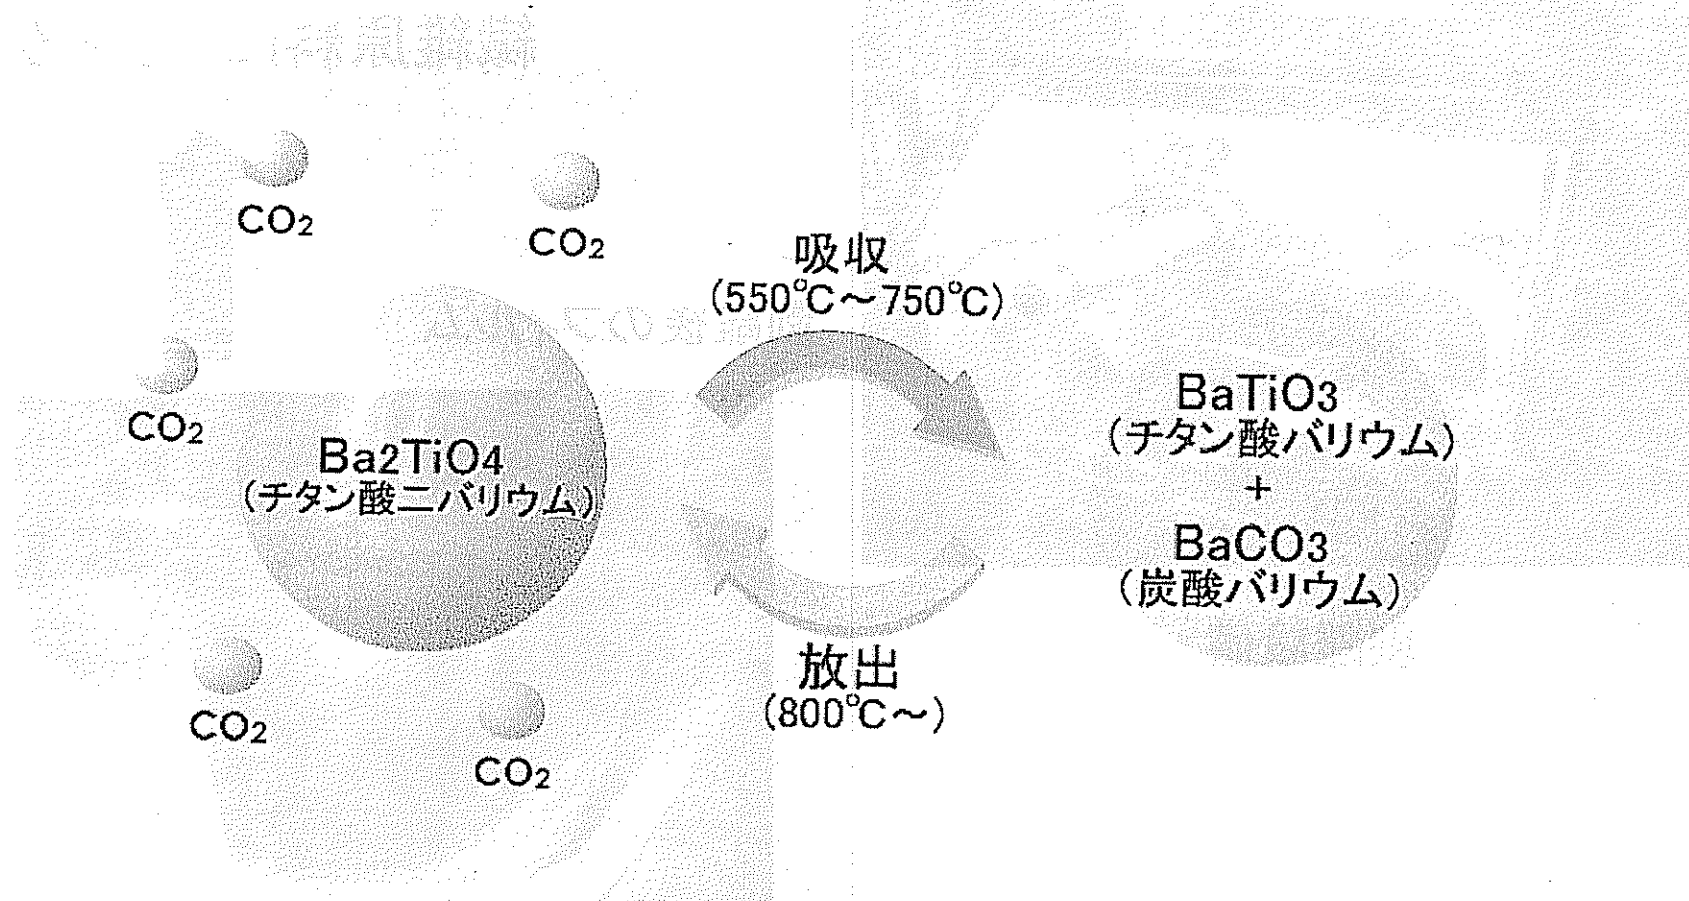 CO2
CO2
吸収
(550℃～750℃)
CO2
Ba2TiO4
(チタン酸二バリウム)
BaTiO3
(チタン酸バリウム)
+
BaCO3
(炭酸バリウム)
放出
(800℃～)
CO2
CO2